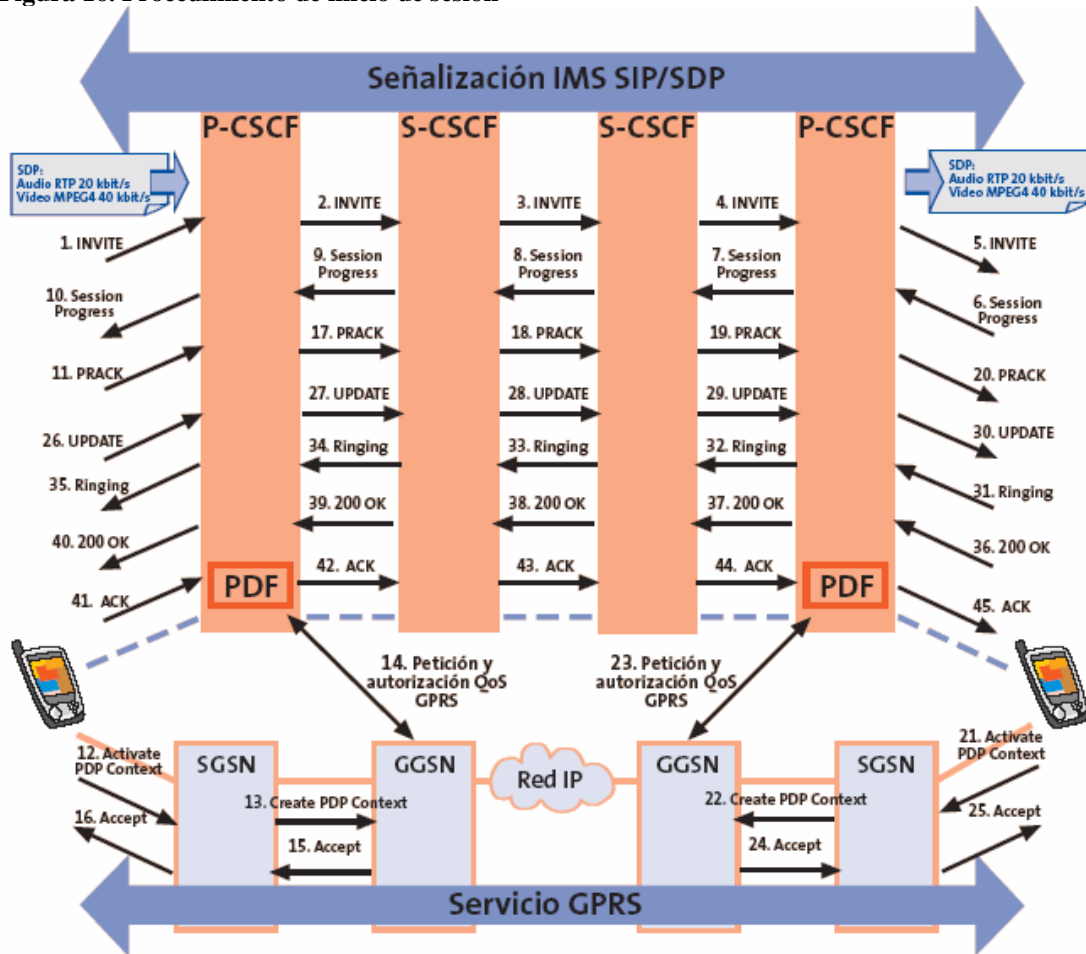 Figura Procedimiento de inicio de sesión
Señalización IMS SIP/SDP
P-CSCF
S-CSCF
S-CSCF
P-CSCF
SDP:
Audio RTP 20 kbit/s
Video MPEG4 40 kbit/s
SDP:
Audio RTP 20 kbit/s
Video MPEG4 40 kbit/s
1. INVITE
2. INVITE
3. INVITE
4. INVITE
5. INVITE
10. Session
Progress
9. Session
Progress
8. Session
Progress
7. Session
Progress
6. Session
Progress
11. PRACK
17. PRACK
18. PRACK
19. PRACK
20. PRACK
26. UPDATE
27. UPDATE
28. UPDATE
29. UPDATE
30. UPDATE
35. Ringing
34. Ringing
33. Ringing
32. Ringing
31. Ringing
40. 200 OK
39. 200 OK
38. 200 OK
37. 200 OK
36. 200 OK
41. ACK
PDF
42. ACK
43. ACK
44. ACK
PDF
45. ACK
14. Petición y
autorización QoS
GPRS
23. Petición y
autorización QoS
GPRS
12. Activate
PDP Context
SGSN
GGSN
Red IP
GGSN
SGSN
21. Activate
PDP Context
13. Create PDP Context
22. Create PDP Context
16. Accept
15. Accept
24. Accept
25. Accept
Servicio GPRS